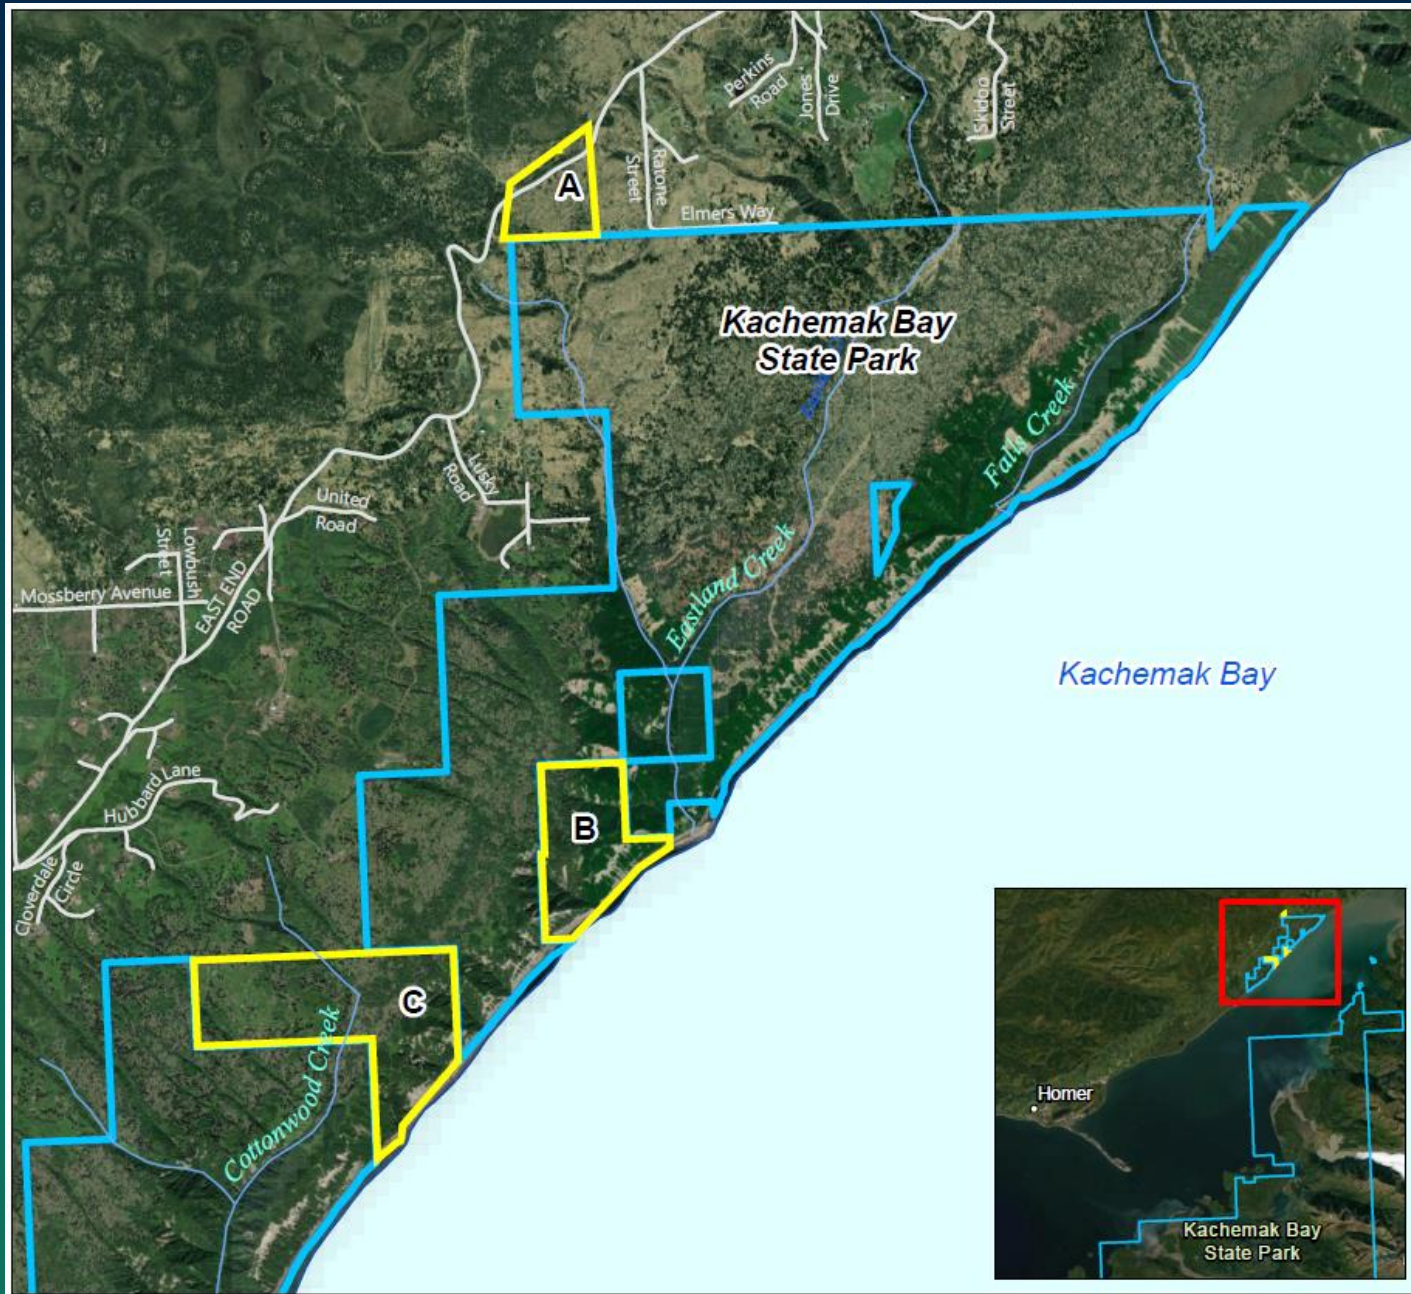 Perkins
Road
Jones
Drive
Skidoo
Street
Ratone
Street
Elmers Way
A
Kachemak Bay
State Park
Falls Creek
Lusky
Road
United
Road
Lowbush
Street
Mossberry Avenue
EAST END
ROAD
Eastland Creek
Kachemak Bay
Hubbard Lane
B
Cloverdale
Circle
C
Cottonwood Creek
Homer
Kachemak Bay
State Park